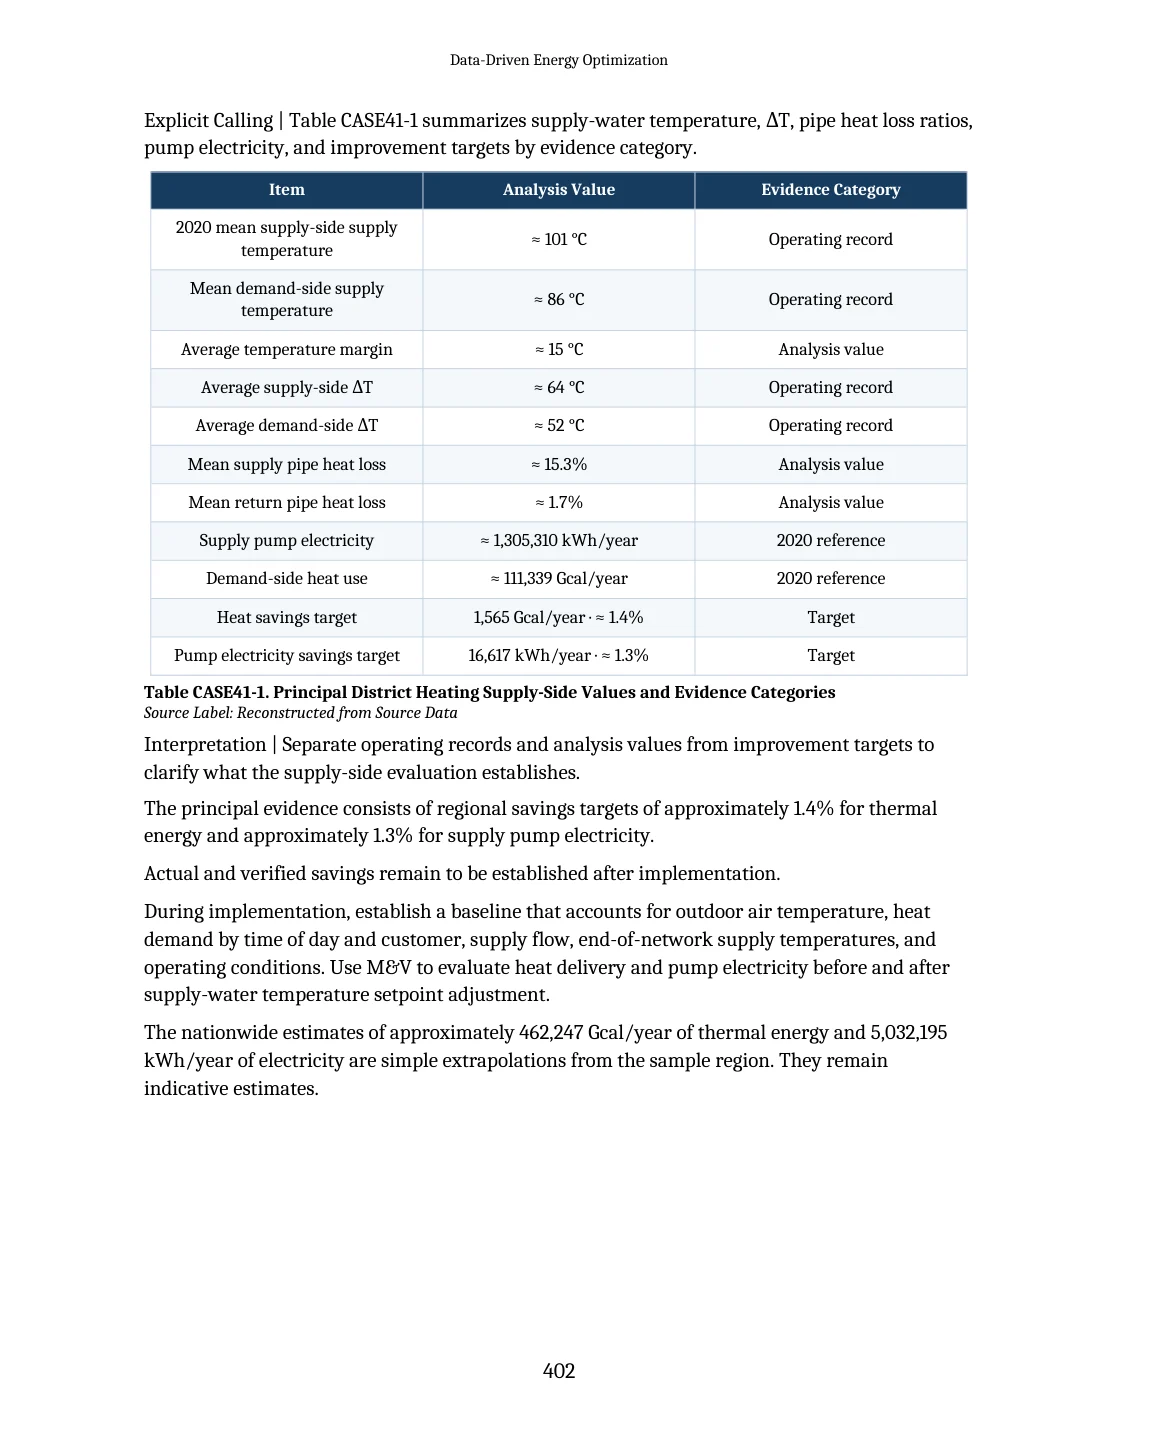 Data-Driven Energy Optimization
Explicit Calling | Table CASE41-1 summarizes supply-water temperature, ΔT, pipe heat loss ratios,
pump electricity, and improvement targets by evidence category.
Item Analysis Value Evidence Category
2020 mean supply-side supply
temperature ≈ 101 °C Operating record
Mean demand-side supply
temperature ≈ 86 °C Operating record
Average temperature margin ≈ 15 °C Analysis value
Average supply-side ΔT ≈ 64 °C Operating record
Average demand-side ΔT ≈ 52 °C Operating record
Mean supply pipe heat loss ≈ 15.3% Analysis value
Mean return pipe heat loss ≈ 1.7% Analysis value
Supply pump electricity ≈ 1,305,310 kWh/year 2020 reference
Demand-side heat use ≈ 111,339 Gcal/year 2020 reference
Heat savings target 1,565 Gcal/year · ≈ 1.4% Target
Pump electricity savings target 16,617 kWh/year · ≈ 1.3% Target
Table CASE41-1. Principal District Heating Supply-Side Values and Evidence Categories
Source Label: Reconstructed from Source Data
Interpretation | Separate operating records and analysis values from improvement targets to
clarify what the supply-side evaluation establishes.
The principal evidence consists of regional savings targets of approximately 1.4% for thermal
energy and approximately 1.3% for supply pump electricity.
Actual and verified savings remain to be established after implementation.
During implementation, establish a baseline that accounts for outdoor air temperature, heat
demand by time of day and customer, supply flow, end-of-network supply temperatures, and
operating conditions. Use M&V to evaluate heat delivery and pump electricity before and after
supply-water temperature setpoint adjustment.
The nationwide estimates of approximately 462,247 Gcal/year of thermal energy and 5,032,195
kWh/year of electricity are simple extrapolations from the sample region. They remain
indicative estimates.
402